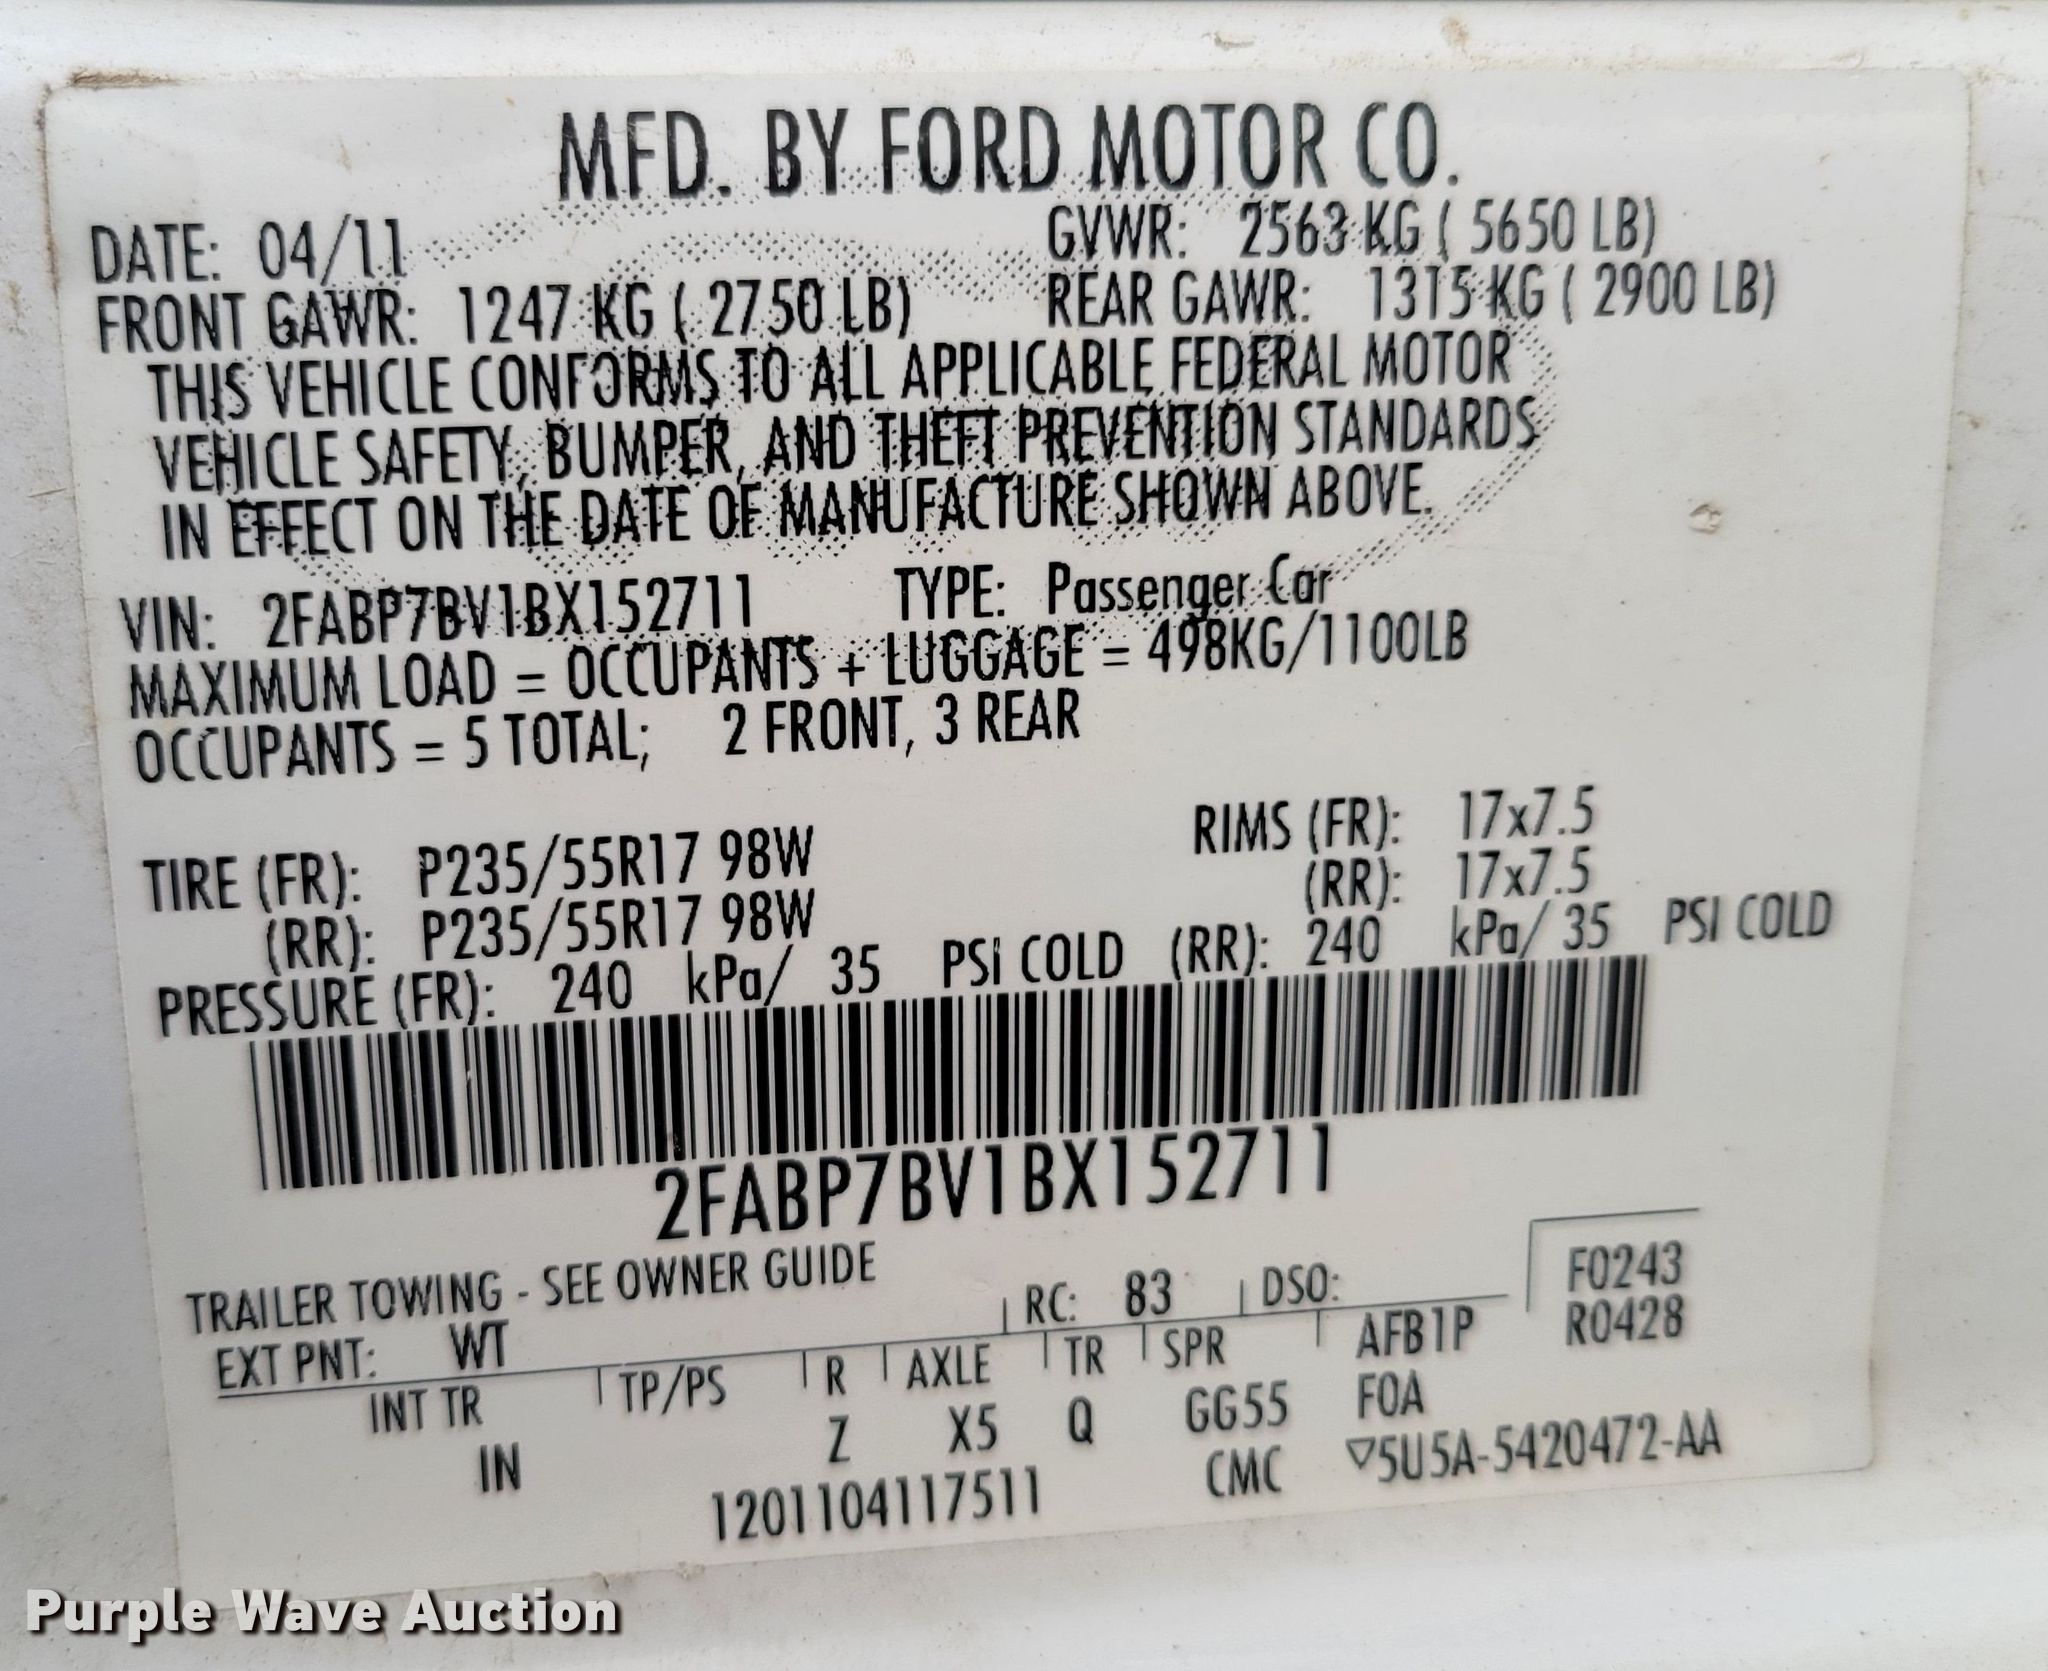 MFD. BY FORD MOTOR CO.
DATE: 04/11 GVWR: 2563 KG ( 5650 LB)
FRONT GAWR: 1247 KG ( 2750 LB) REAR GAWR: 1315 KG ( 2900 LB)
THIS VEHICLE CONFORMS TO ALL APPLICABLE FEDERAL MOTOR
VEHICLE SAFETY, BUMPER, AND THEFT PREVENTION STANDARDS
IN EFFECT ON THE DATE OF MANUFACTURE SHOWN ABOVE.
VIN: 2FABP7BV1BX152711 TYPE: Passenger Car
MAXIMUM LOAD = OCCUPANTS + LUGGAGE = 498KG/1100LB
OCCUPANTS = 5 TOTAL; 2 FRONT, 3 REAR
TIRE (FR): P235/55R17 98W RIMS (FR): 17x7.5
(RR): P235/55R17 98W (RR): 17x7.5
PRESSURE (FR): 240 kPa/ 35 PSI COLD (RR): 240 kPa/ 35 PSI COLD
2FABP7BV1BX152711
TRAILER TOWING - SEE OWNER GUIDE
EXT PNT: WT RC: 83 DSO: F0243
INT TR TP/PS R AXLE TR SPR AFB1P R0428
IN Z X5 Q GG55 FOA
1201104117511 CMC ▽5U5A-5420472-AA
Purple Wave Auction